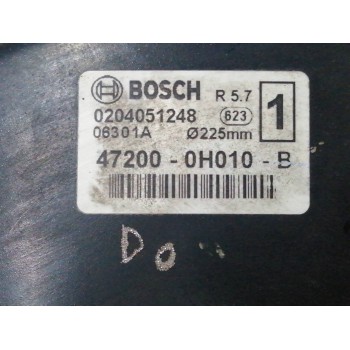 BOSCH R 5.7 1
0204051248 623
06301A Ø225mm
47200 - 0H010 - B
DO